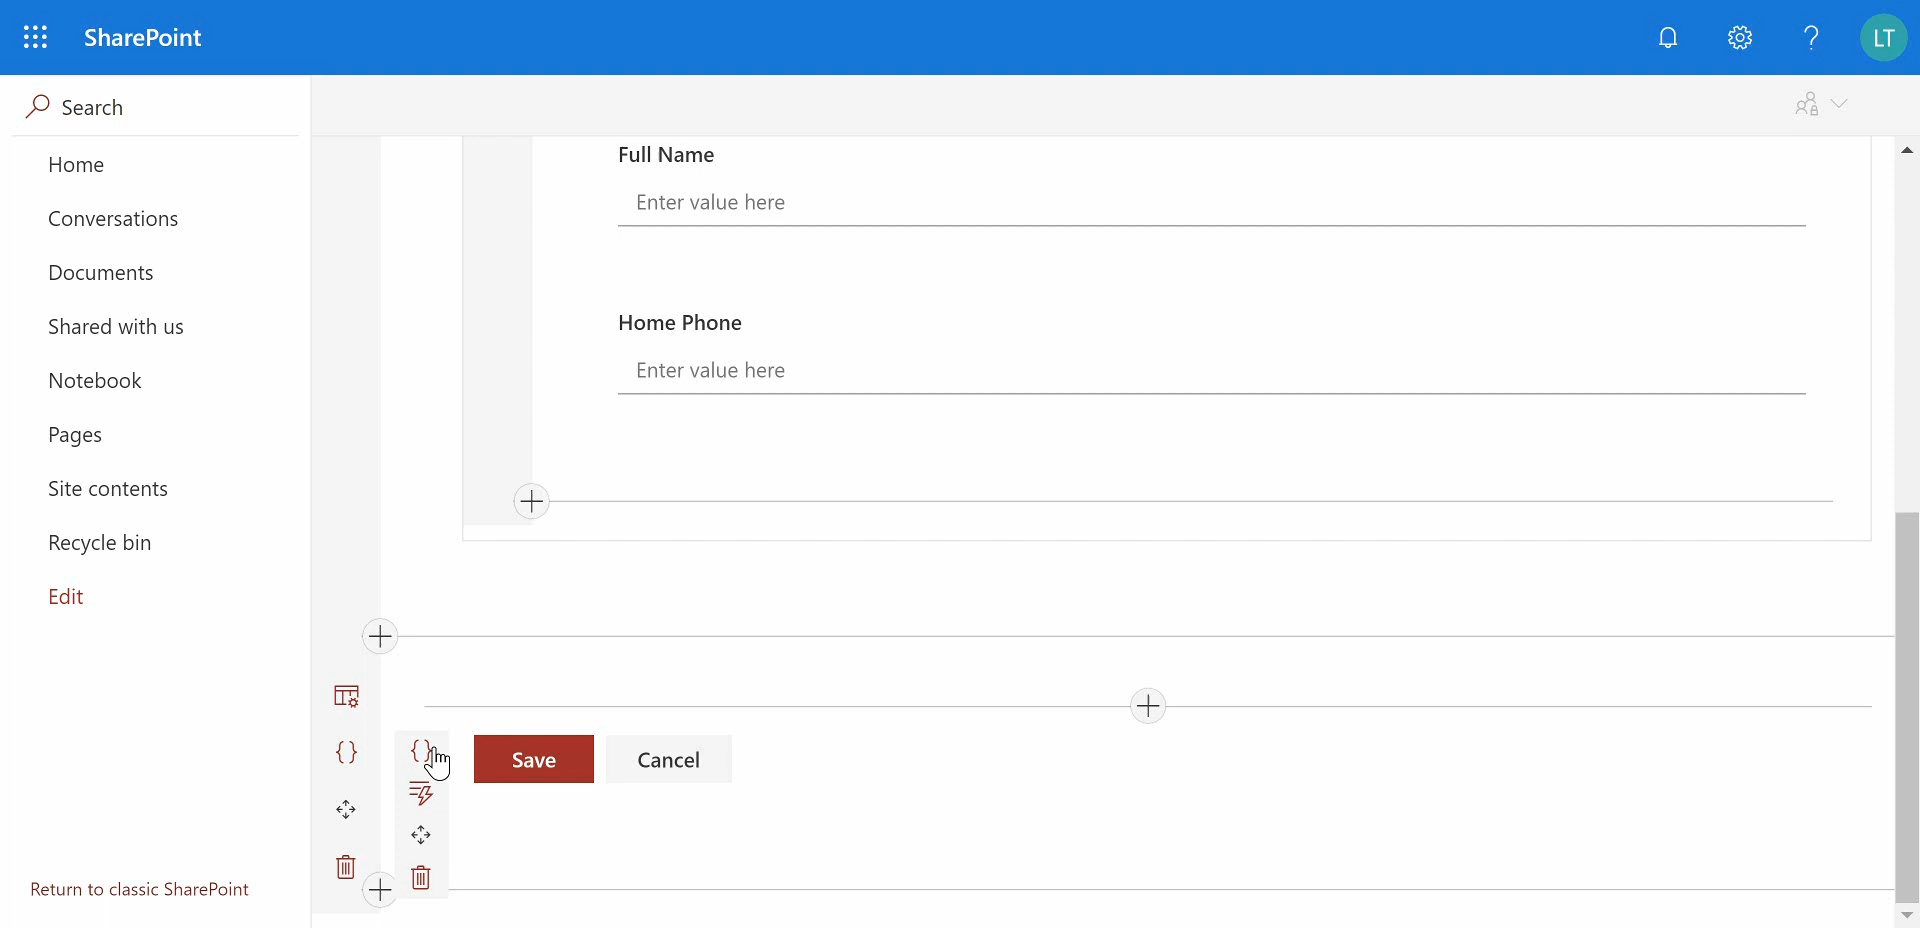 SharePoint
LT
Search
Home
Conversations
Documents
Shared with us
Notebook
Pages
Site contents
Recycle bin
Edit
Return to classic SharePoint
Full Name
Enter value here
Home Phone
Enter value here
Save
Cancel